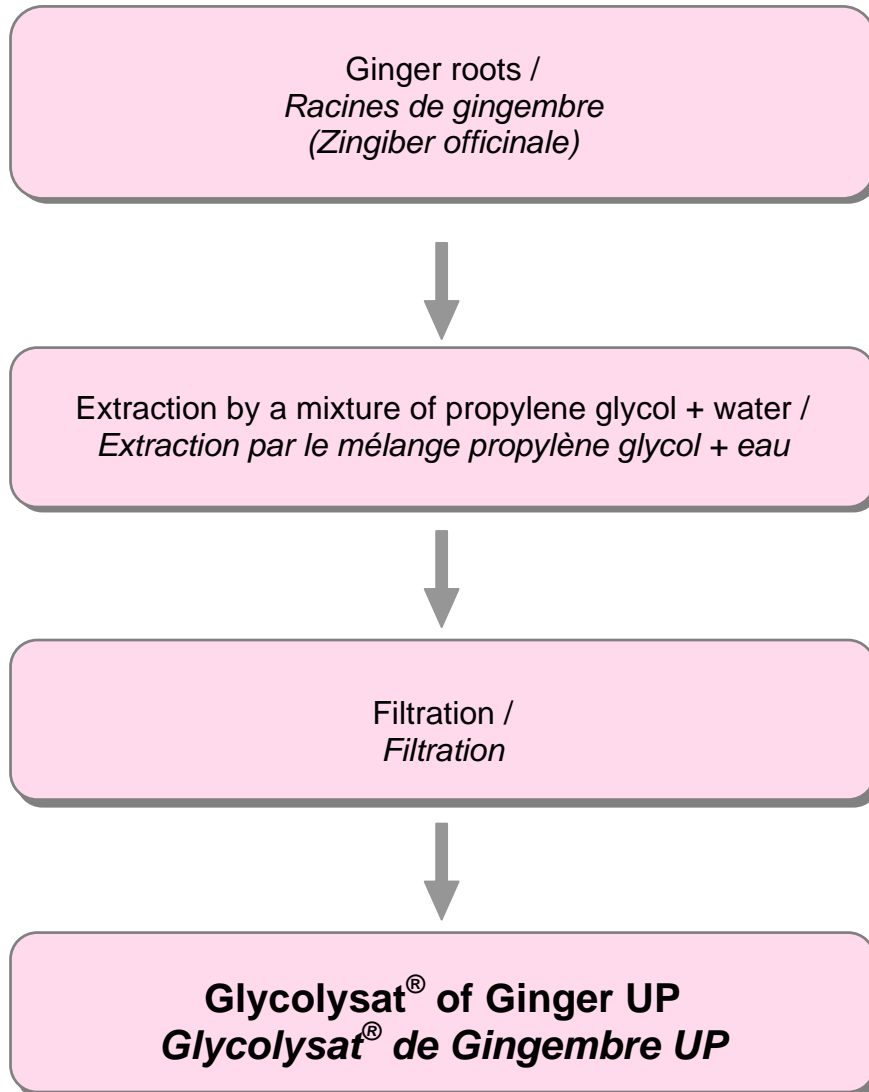 Ginger roots /
Racines de gingembre
(Zingiber officinale)
Extraction by a mixture of propylene glycol + water /
Extraction par le mélange propylène glycol + eau
Filtration /
Filtration
Glycolysat® of Ginger UP
Glycolysat® de Gingembre UP